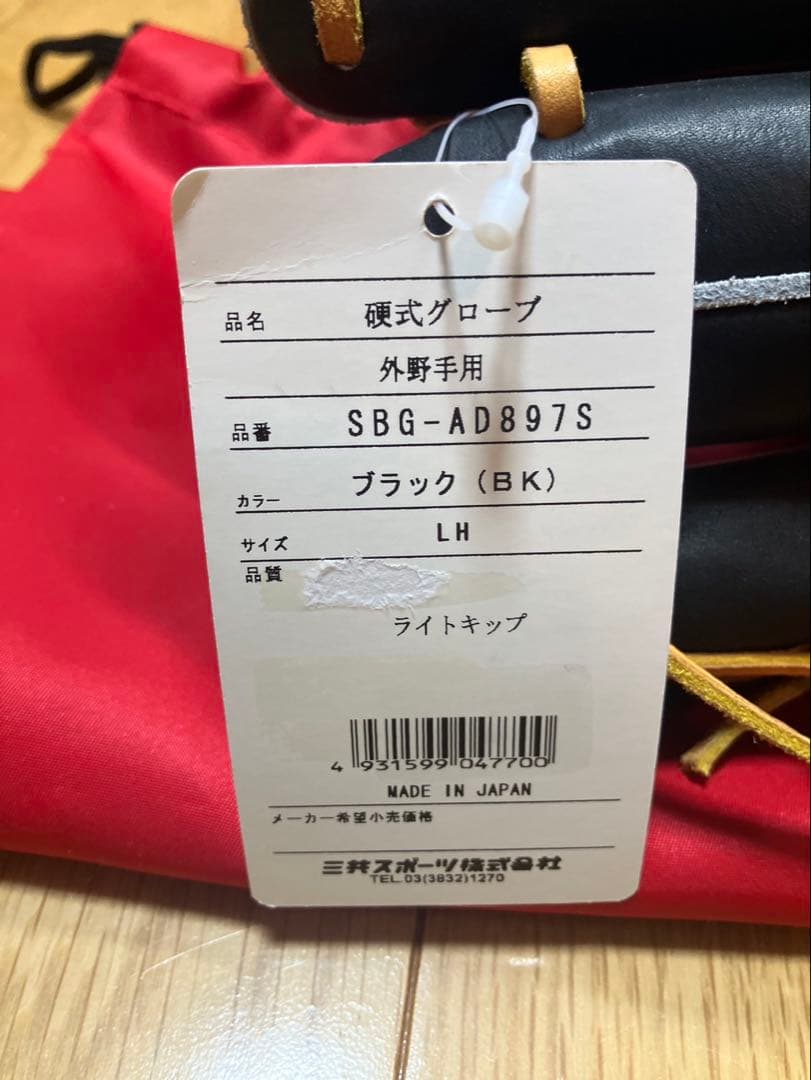 品名 硬式グローブ
外野手用
品番 SBG-AD897S
カラー ブラック（BK）
サイズ LH
品質
ライトキップ
4 931599 047700
MADE IN JAPAN
メーカー希望小売価格
三共スポーツ株式会社
TEL.03(3832)1270